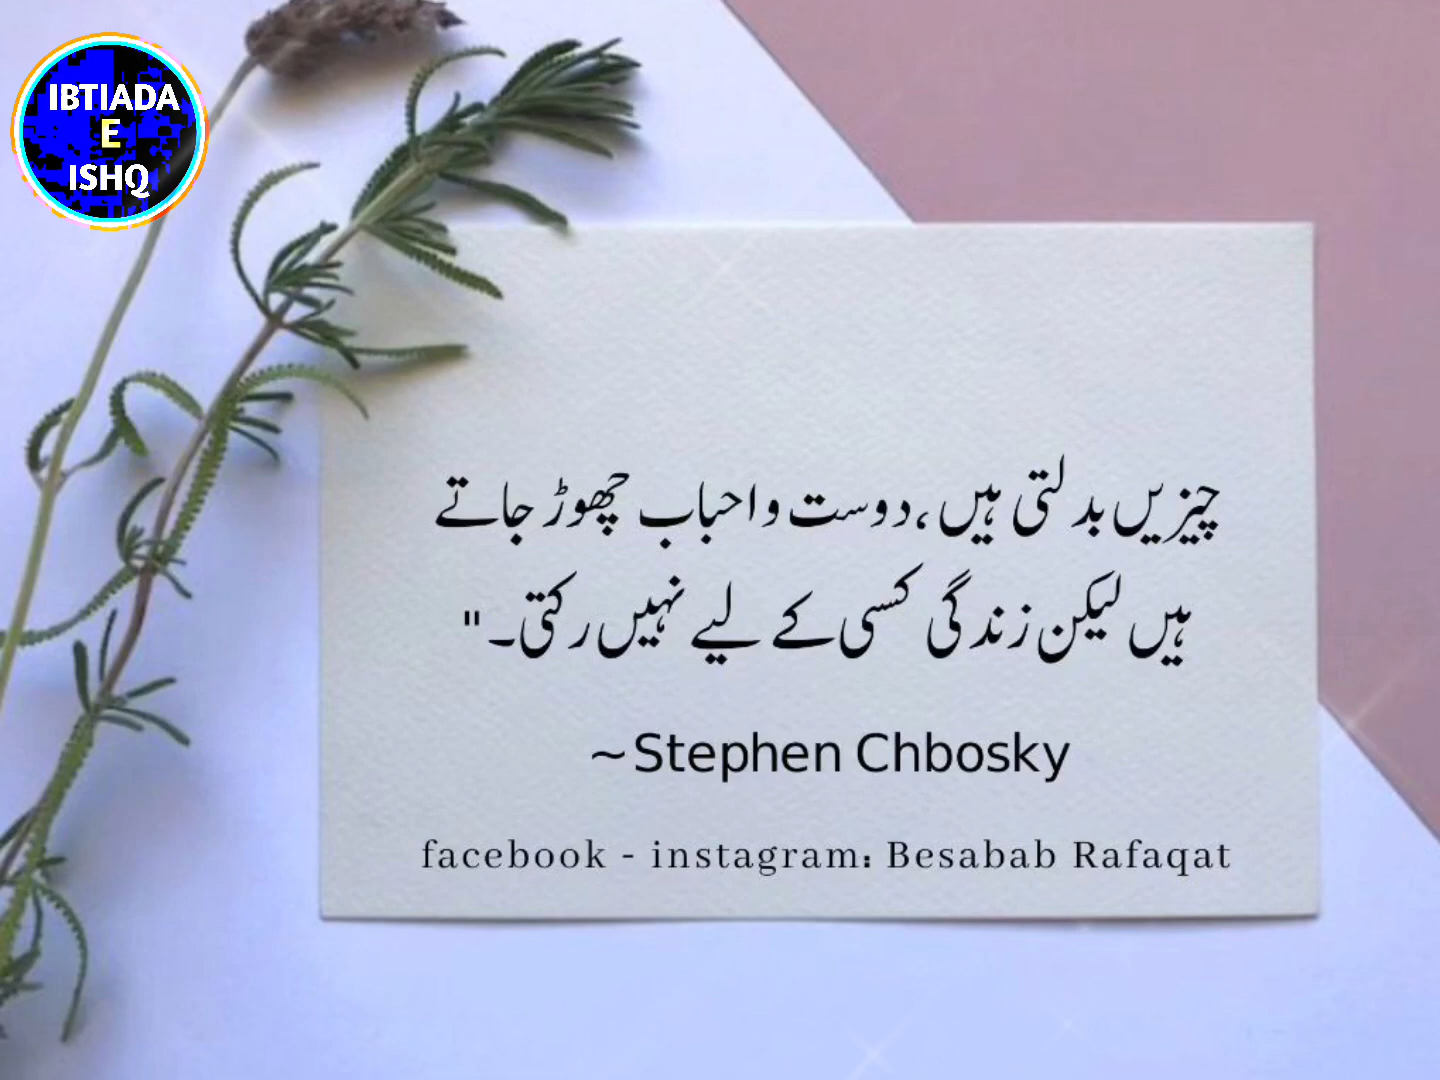 IBTIADA
E
ISHQ
چیزیں بدلتی ہیں، دوست و احباب چھوڑ جاتے
ہیں لیکن زندگی کسی کے لیے نہیں رکتی۔"
~Stephen Chbosky
facebook - instagram: Besabab Rafaqat